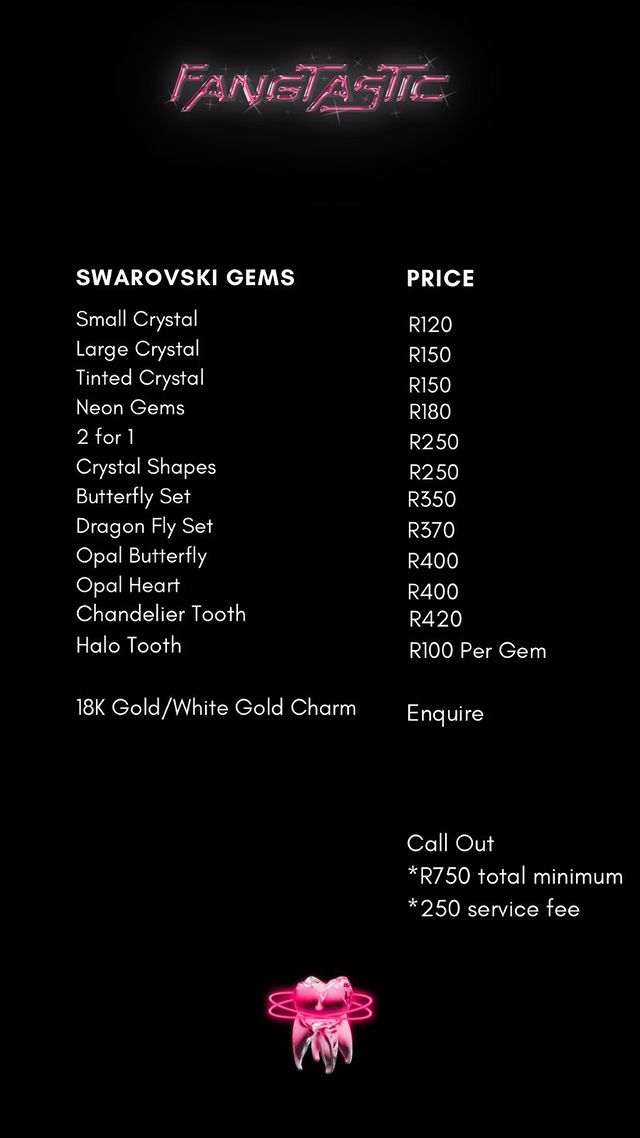 FANGTASTIC
SWAROVSKI GEMS PRICE
Small Crystal R120
Large Crystal R150
Tinted Crystal R150
Neon Gems R180
2 for 1 R250
Crystal Shapes R250
Butterfly Set R350
Dragon Fly Set R370
Opal Butterfly R400
Opal Heart R400
Chandelier Tooth R420
Halo Tooth R100 Per Gem
18K Gold/White Gold Charm Enquire
Call Out
*R750 total minimum
*250 service fee